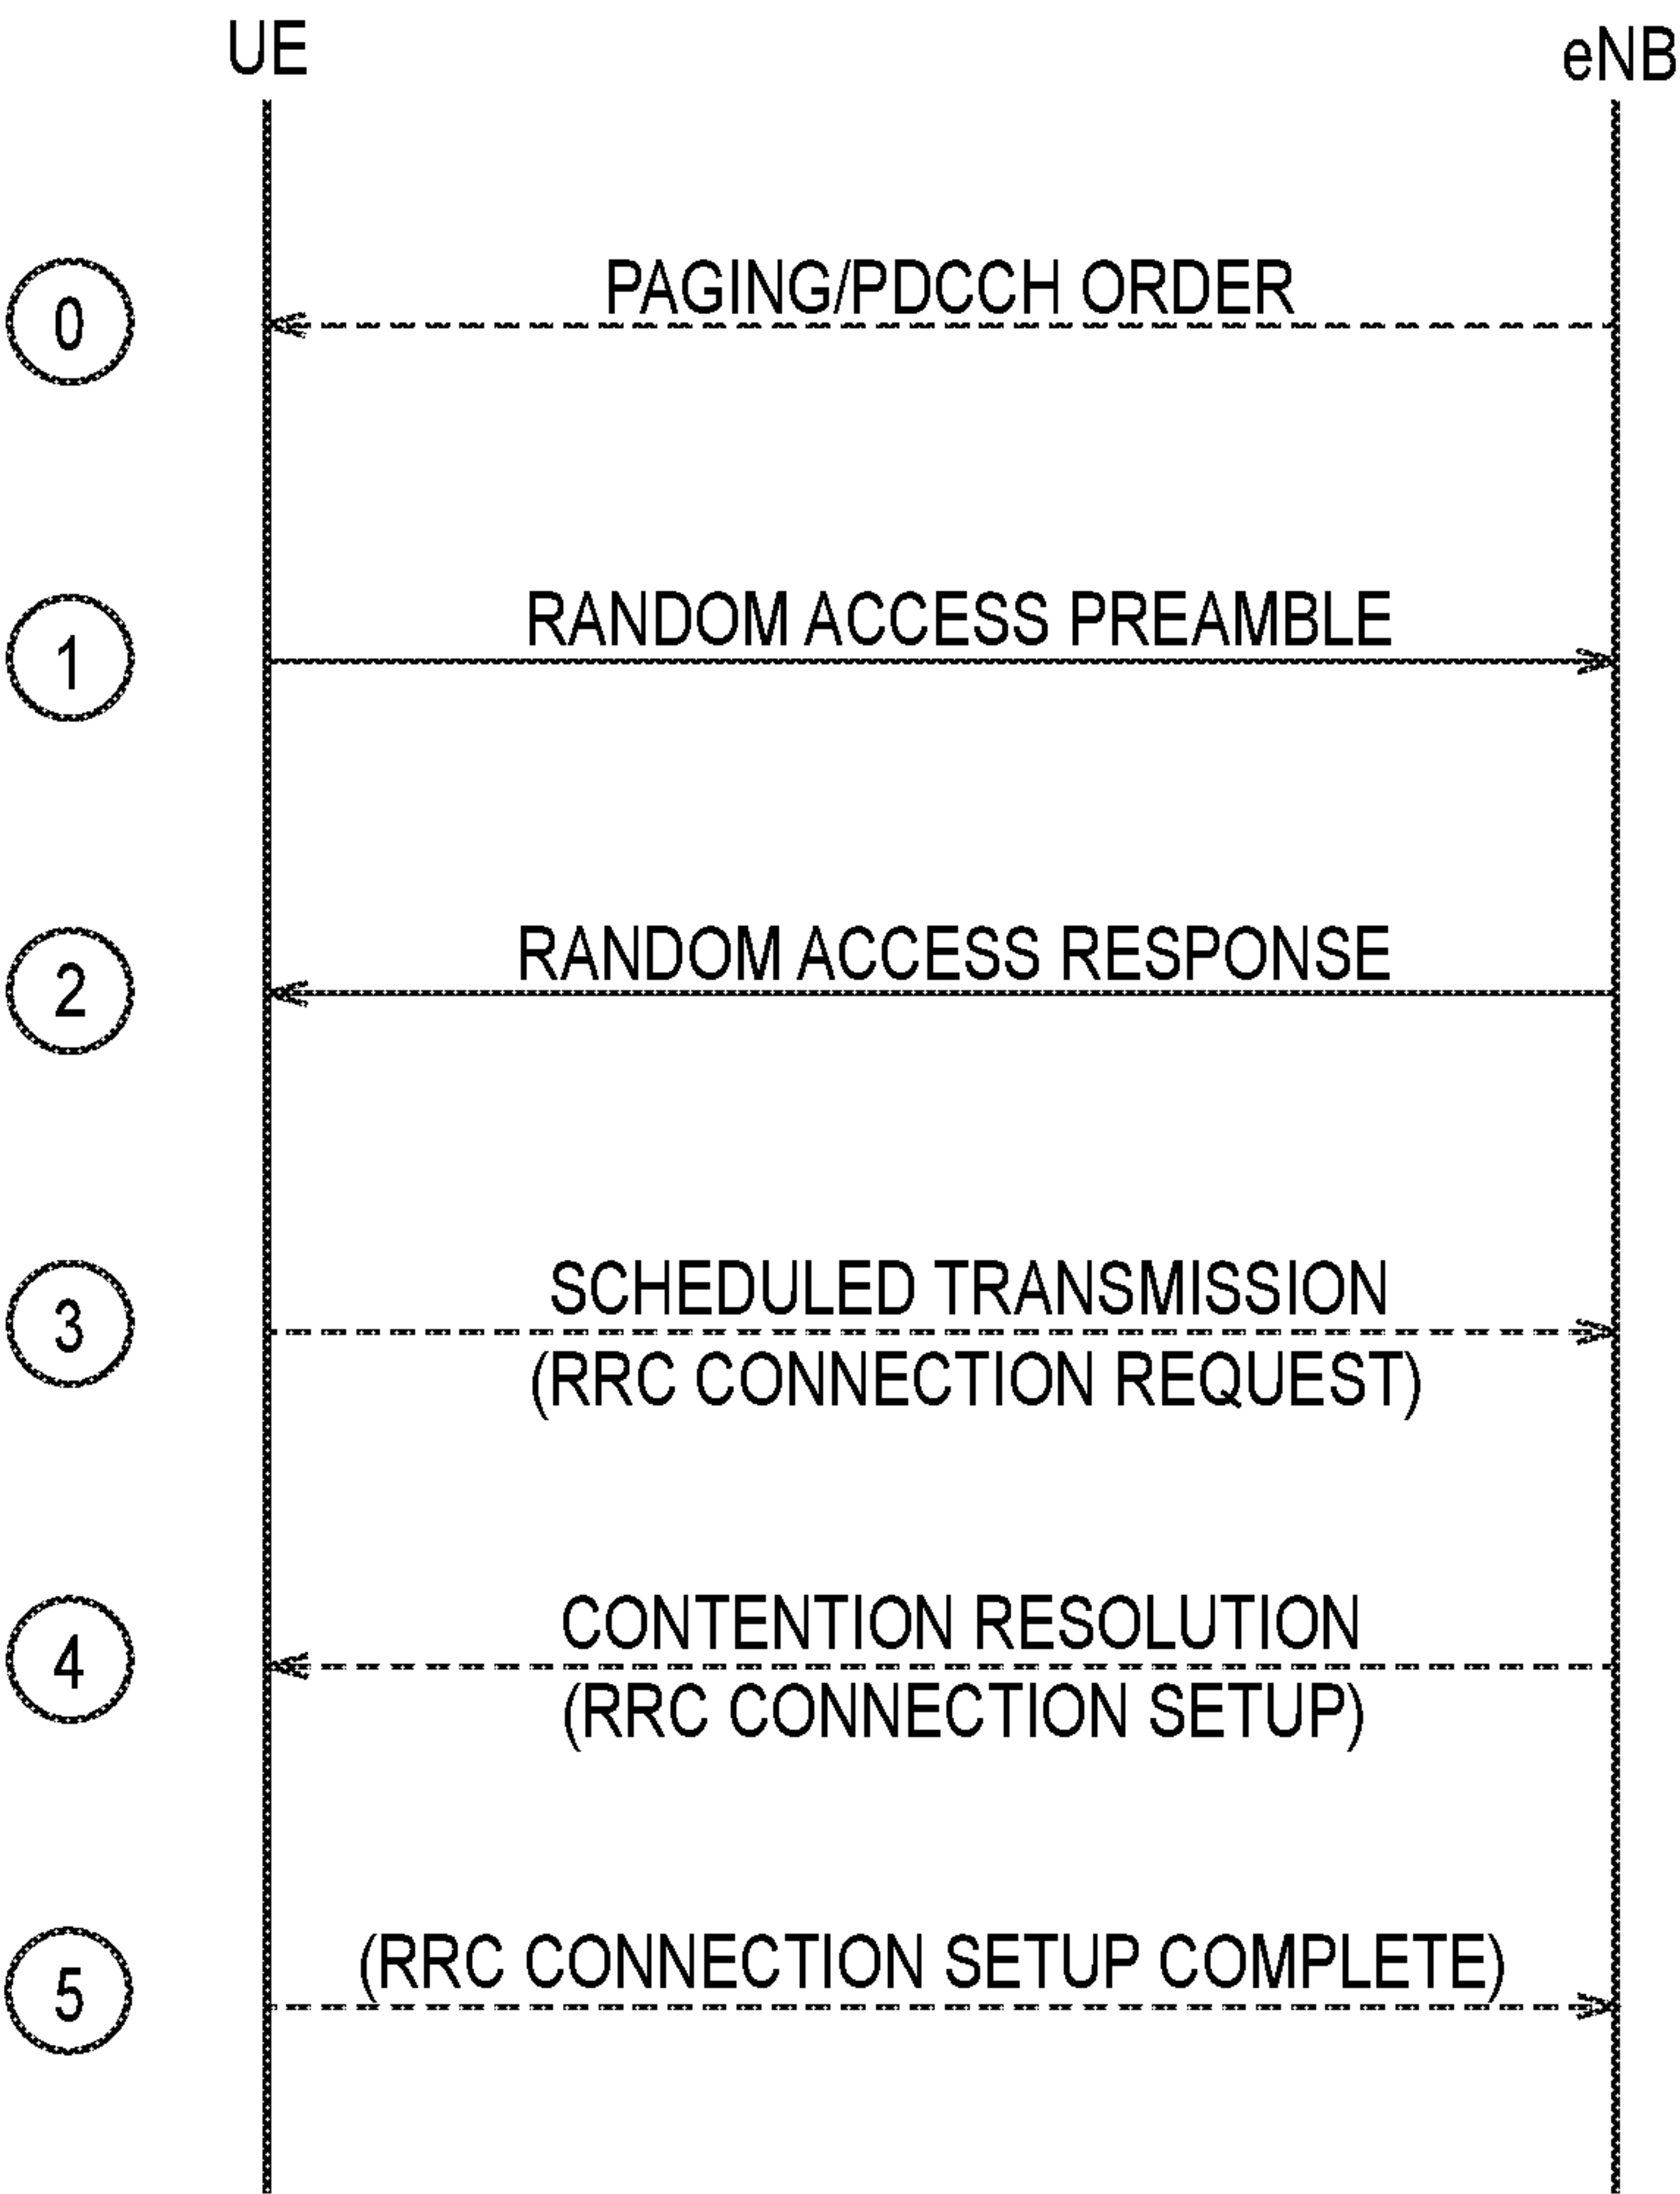 UE
eNB
0
PAGING/PDCCH ORDER
1
RANDOM ACCESS PREAMBLE
2
RANDOM ACCESS RESPONSE
3
SCHEDULED TRANSMISSION
(RRC CONNECTION REQUEST)
4
CONTENTION RESOLUTION
(RRC CONNECTION SETUP)
5
(RRC CONNECTION SETUP COMPLETE)